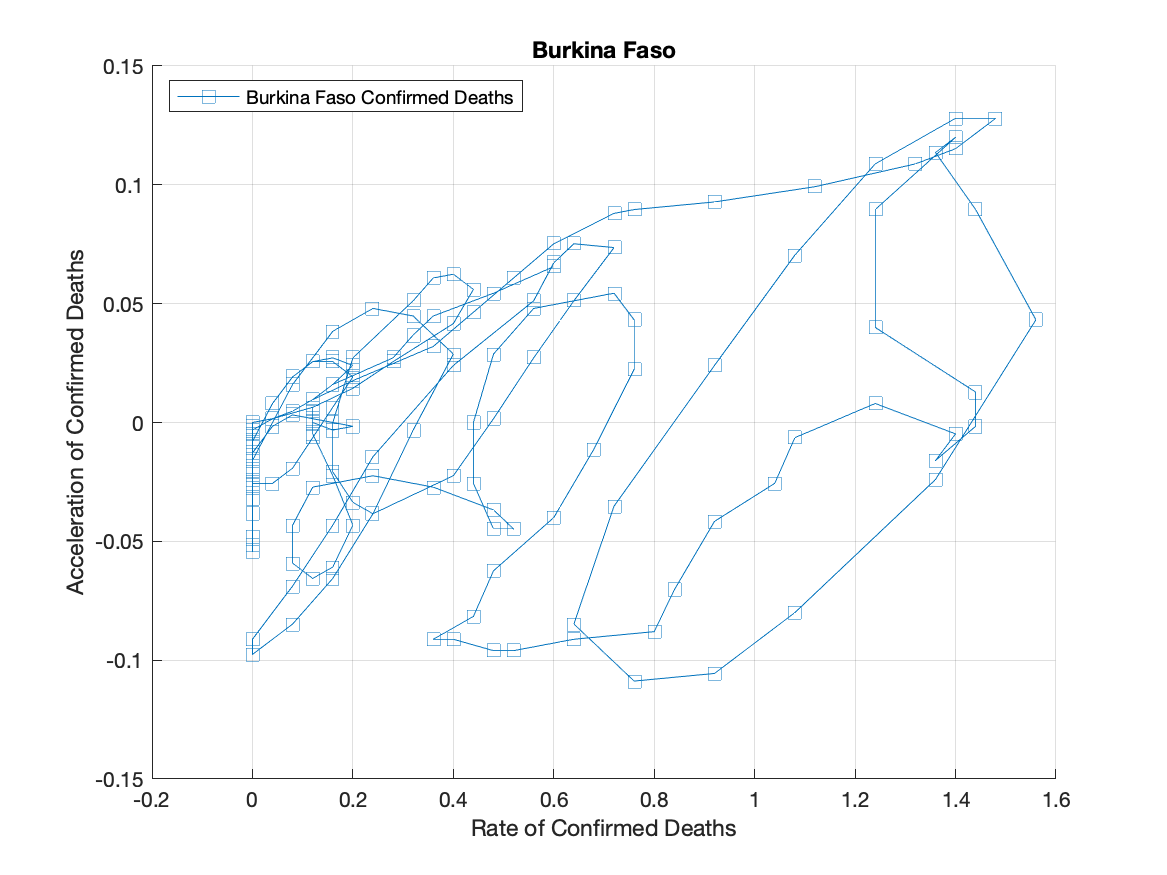 Burkina Faso
0.15
Burkina Faso Confirmed Deaths
0.1
0.05
0
-0.05
-0.1
-0.15
Acceleration of Confirmed Deaths
-0.2 0 0.2 0.4 0.6 0.8 1 1.2 1.4 1.6
Rate of Confirmed Deaths